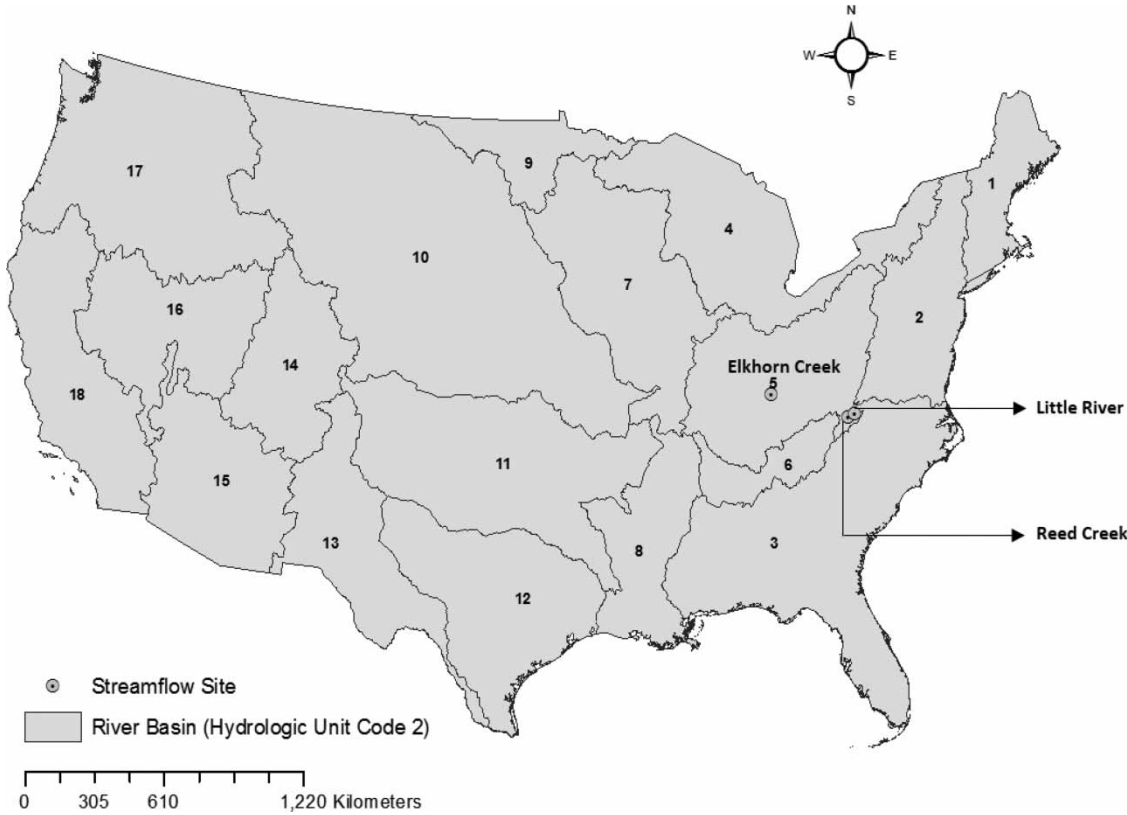 N
W E
S
17
9
1
4
10
7
16
2
14
Elkhorn Creek
5
18
Little River
11
6
15
Reed Creek
13
8
3
12
Streamflow Site
River Basin (Hydrologic Unit Code 2)
0 305 610 1,220 Kilometers